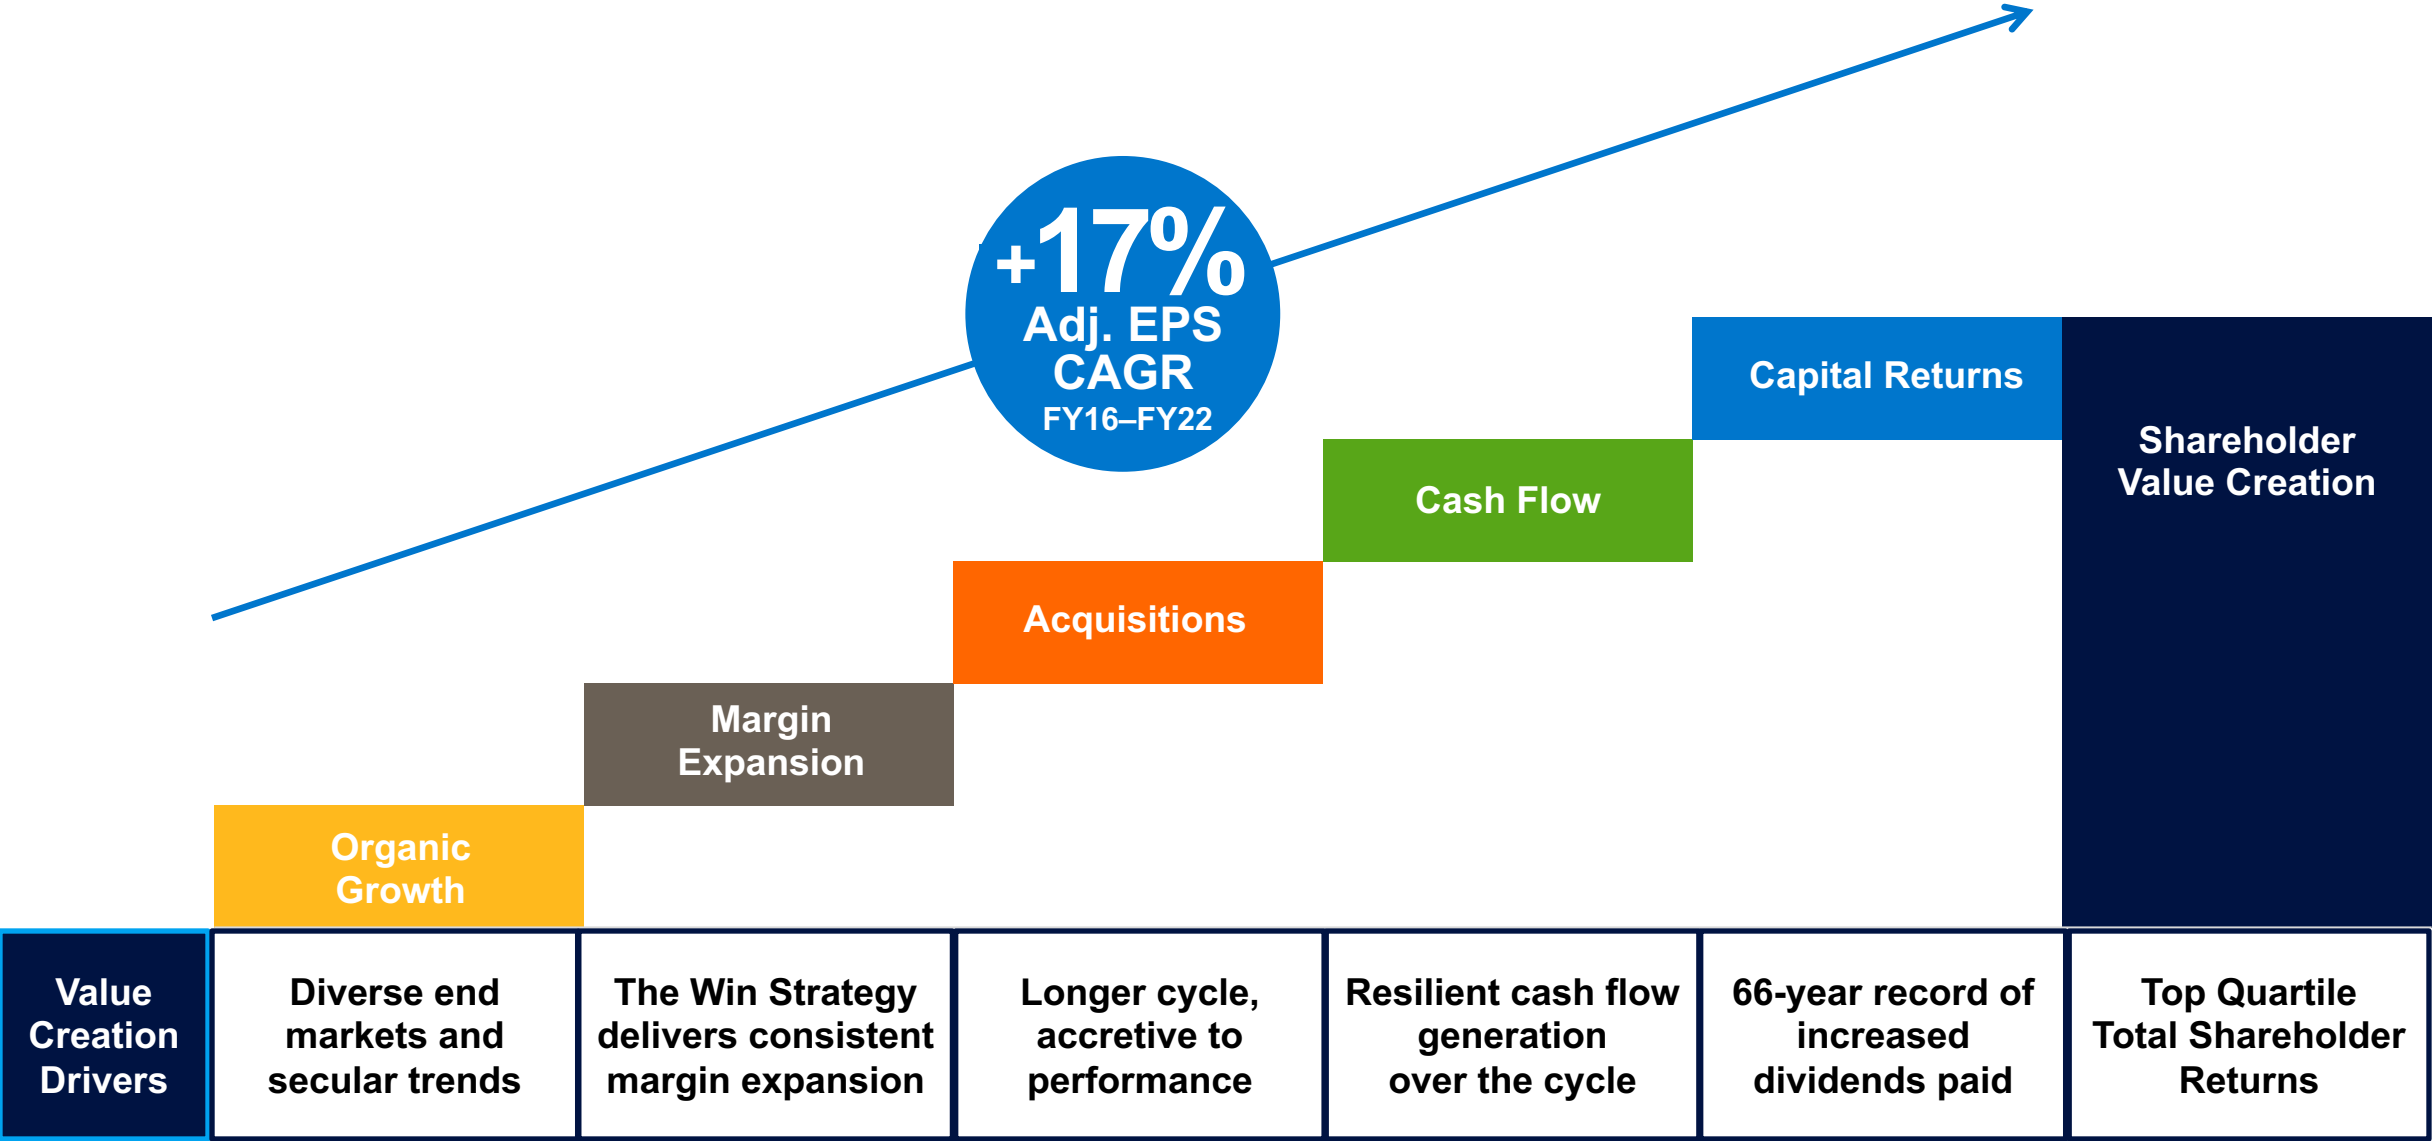 +17%
Adj. EPS
CAGR
FY16–FY22
Capital Returns
Shareholder
Value Creation
Cash Flow
Acquisitions
Margin
Expansion
Organic
Growth
Value
Creation
Drivers
Diverse end
markets and
secular trends
The Win Strategy
delivers consistent
margin expansion
Longer cycle,
accretive to
performance
Resilient cash flow
generation
over the cycle
66-year record of
increased
dividends paid
Top Quartile
Total Shareholder
Returns